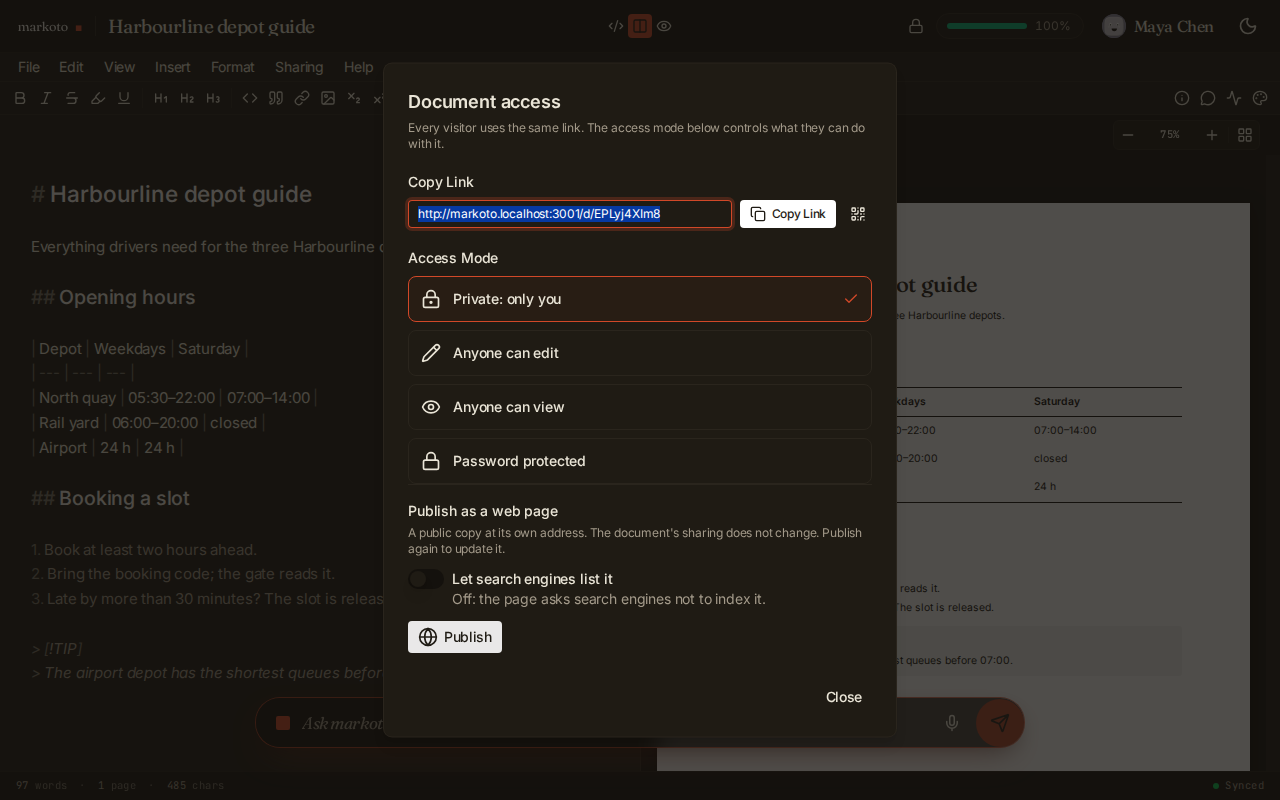 markoto
Harbourline depot guide
100%
Maya Chen
File Edit View Insert Format Sharing Help
H1 H2 H3
75%
# Harbourline depot guide
Everything drivers need for the three Harbourline
## Opening hours
| Depot | Weekdays | Saturday |
| --- | --- | --- |
| North quay | 05:30–22:00 | 07:00–14:00 |
| Rail yard | 06:00–20:00 | closed |
| Airport | 24 h | 24 h |
## Booking a slot
1. Book at least two hours ahead.
2. Bring the booking code; the gate reads it.
3. Late by more than 30 minutes? The slot is releas
> [!TIP]
> The airport depot has the shortest queues befor
Document access
Every visitor uses the same link. The access mode below controls what they can do
with it.
Copy Link
http://markoto.localhost:3001/d/EPLyj4XIm8
Copy Link
Access Mode
Private: only you
Anyone can edit
Anyone can view
Password protected
Publish as a web page
A public copy at its own address. The document's sharing does not change. Publish
again to update it.
Let search engines list it
Off: the page asks search engines not to index it.
Publish
Close
ot guide
ee Harbourline depots.
kdays Saturday
0–22:00 07:00–14:00
0–20:00 closed
24 h
reads it.
The slot is released.
st queues before 07:00.
Ask markot
97 words · 1 page · 485 chars
Synced